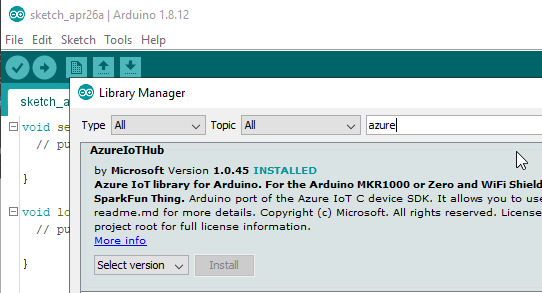 sketch_apr26a | Arduino 1.8.12
File Edit Sketch Tools Help
Library Manager
sketch_a
Type All Topic All azure
void se
// pu
}
void lo
// pu
}
AzureIoTHub
by Microsoft Version 1.0.45 INSTALLED
Azure IoT library for Arduino. For the Arduino MKR1000 or Zero and WiFi Shield
SparkFun Thing. Arduino port of the Azure IoT C device SDK. It allows you to use
readme.md for more details. Copyright (c) Microsoft. All rights reserved. License
project root for full license information.
More info
Select version Install